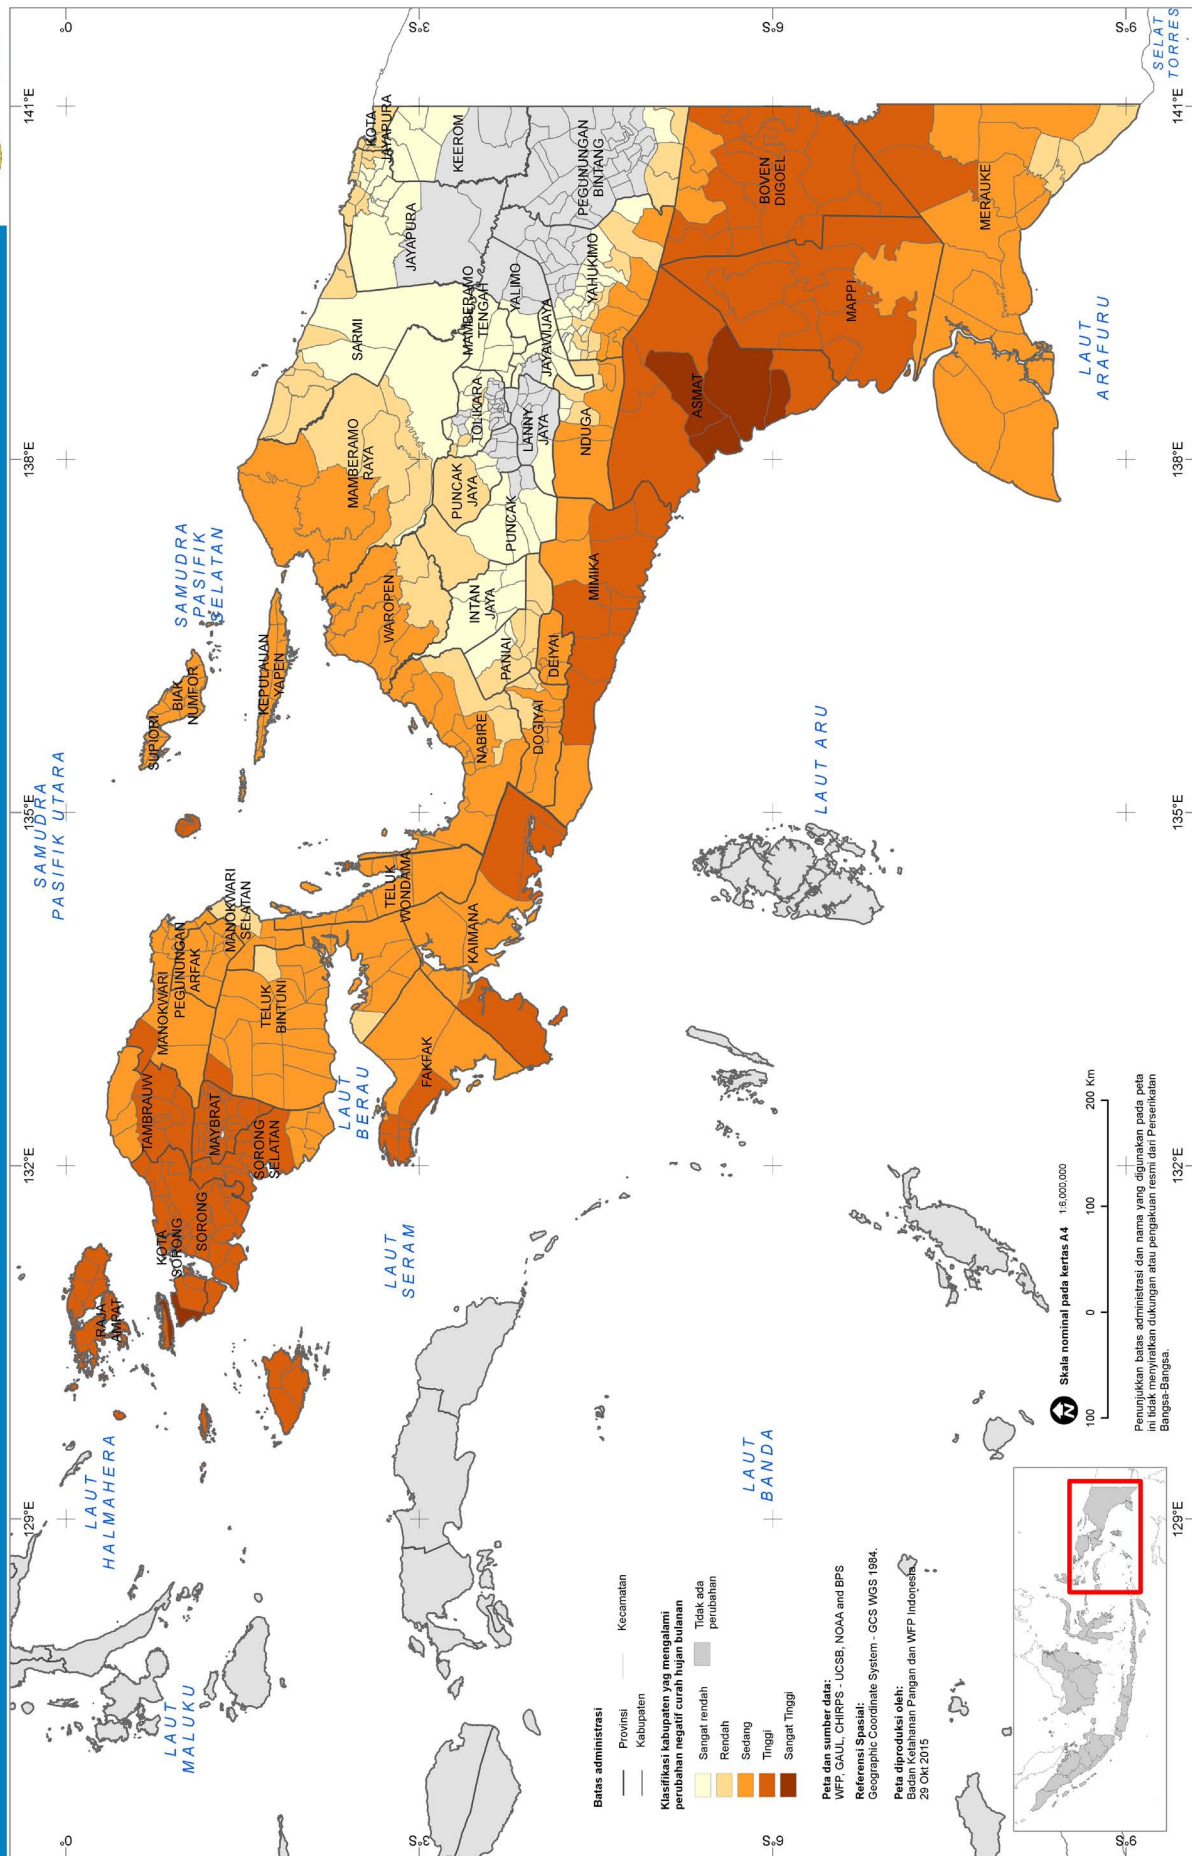 141°E
138°E
135°E
132°E
129°E
0°
3°S
6°S
9°S
0°
3°S
6°S
9°S
141°E
138°E
132°E
129°E
SAMUDRA
PASIFIK UTARA
SAMUDRA
PASIFIK
SELATAN
LAUT
HALMAHERA
LAUT
MALUKU
LAUT
SERAM
LAUT
BERAU
LAUT
BANDA
LAUT ARU
LAUT
ARAFURU
SELAT
TORRES
RAJA
AMPAT
KOTA
SORONG
SORONG
TAMBRAUW
MAYBRAT
SORONG
SELATAN
MANOKWARI
PEGUNUNGAN
ARFAK
MANOKWARI
SELATAN
TELUK
BINTUNI
TELUK
WONDAMA
FAKFAK
KAIMANA
SUPIORI
BIAK
NUMFOR
KEPULAUAN
YAPEN
WAROPEN
NABIRE
DOGIYAI
DEIYAI
PANIAI
INTAN
JAYA
MIMIKA
MAMBERAMO
RAYA
PUNCAK
JAYA
PUNCAK
TOLIKARA
LANNY
JAYA
NDUGA
SARMI
MAMBERAMO
TENGAH
YALIMO
JAYAWIJAYA
YAHUKIMO
JAYAPURA
KOTA
JAYAPURA
KEEROM
PEGUNUNGAN
BINTANG
ASMAT
MAPPI
BOVEN
DIGOEL
MERAUKE
Batas administrasi
Provinsi
Kecamatan
Kabupaten
Klasifikasi kabupaten yag mengalami
perubahan negatif curah hujan bulanan
Sangat rendah
Tidak ada
perubahan
Rendah
Sedang
Tinggi
Sangat Tinggi
Peta dan sumber data:
WFP, GAUL, CHIRPS - UCSB, NOAA and BPS
Referensi Spasial:
Geographic Coordinate System - GCS WGS 1984.
Peta diproduksi oleh:
Badan Ketahanan Pangan dan WFP Indonesia.
29 Okt 2015
N
Skala nominal pada kertas A4 1:6,000,000
100 0 100 200 Km
Penunjukkan batas administrasi dan nama yang digunakan pada peta
ini tidak menyiratkan dukungan atau pengakuan resmi dari Perserikatan
Bangsa-Bangsa.